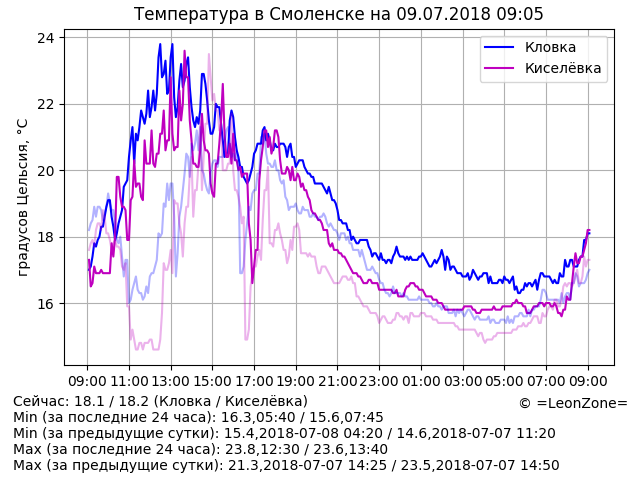 Температура в Смоленске на 09.07.2018 09:05
Кловка
Киселёвка
градусов Цельсия, °C
24
22
20
18
16
09:00 11:00 13:00 15:00 17:00 19:00 21:00 23:00 01:00 03:00 05:00 07:00 09:00
Сейчас: 18.1 / 18.2 (Кловка / Киселёвка)
© =LeonZone=
Min (за последние 24 часа): 16.3,05:40 / 15.6,07:45
Min (за предыдущие сутки): 15.4,2018-07-08 04:20 / 14.6,2018-07-07 11:20
Max (за последние 24 часа): 23.8,12:30 / 23.6,13:40
Max (за предыдущие сутки): 21.3,2018-07-07 14:25 / 23.5,2018-07-07 14:50